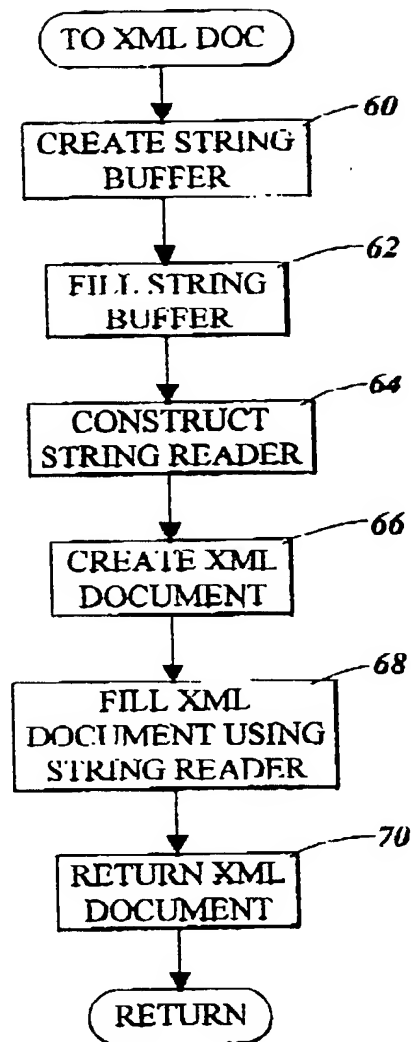 TO XML DOC
60
CREATE STRING
BUFFER
62
FILL STRING
BUFFER
64
CONSTRUCT
STRING READER
66
CREATE XML
DOCUMENT
68
FILL XML
DOCUMENT USING
STRING READER
70
RETURN XML
DOCUMENT
RETURN